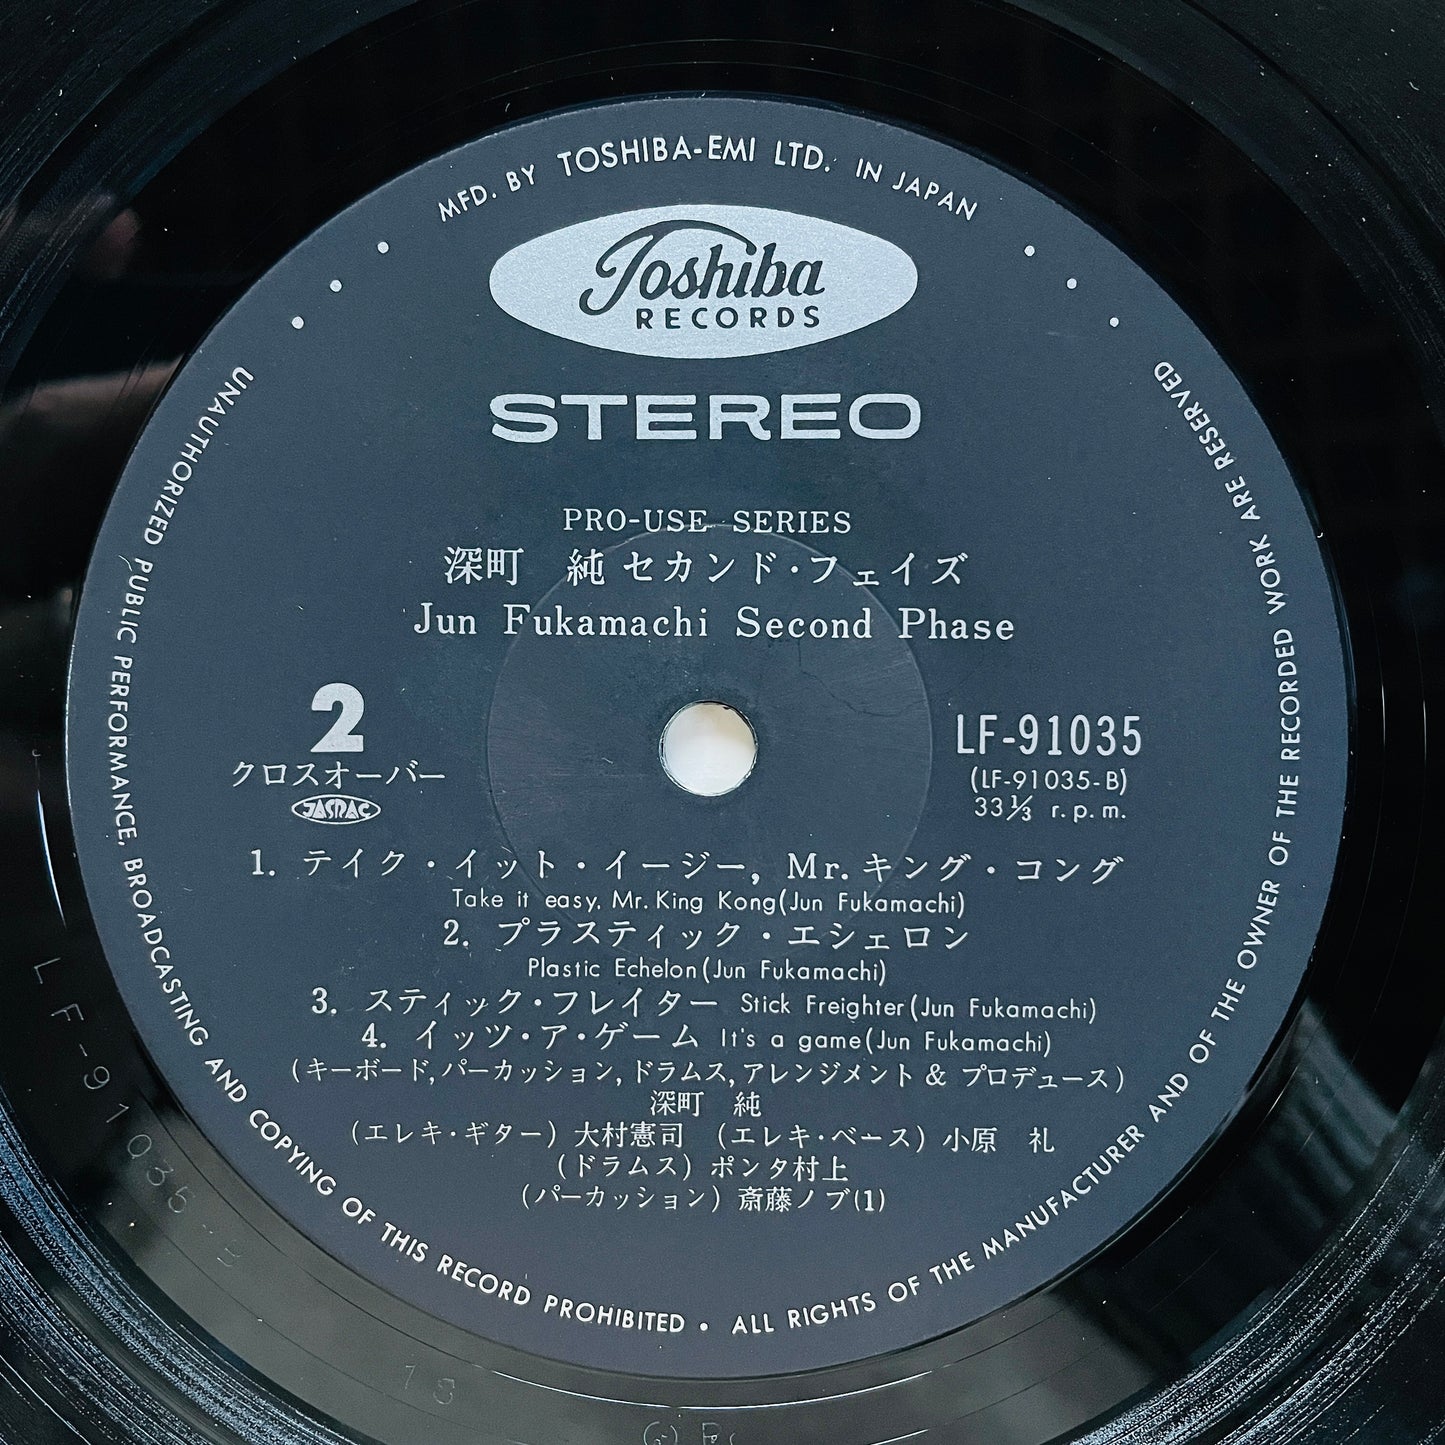 MFD. BY TOSHIBA-EMI LTD. IN JAPAN
Toshiba
RECORDS
STEREO
PRO-USE SERIES
深町 純 セカンド・フェイズ
Jun Fukamachi Second Phase
2
クロスオーバー
JASRAC
LF-91035
(LF-91035-B)
33⅓ r.p.m.
1. テイク・イット・イージー, Mr. キング・コング
Take it easy, Mr. King Kong(Jun Fukamachi)
2. プラスティック・エシェロン
Plastic Echelon(Jun Fukamachi)
3. スティック・フレイター Stick Freighter(Jun Fukamachi)
4. イッツ・ア・ゲーム It's a game(Jun Fukamachi)
(キーボード, パーカッション, ドラムス, アレンジメント & プロデュース)
深町 純
(エレキ・ギター) 大村憲司 (エレキ・ベース) 小原 礼
(ドラムス) ポンタ村上
(パーカッション) 斎藤ノブ(1)
UNAUTHORIZED PUBLIC PERFORMANCE, BROADCASTING AND COPYING OF THIS RECORD PROHIBITED • ALL RIGHTS OF THE MANUFACTURER AND OF THE OWNER OF THE RECORDED WORK ARE RESERVED
LF-91035-B